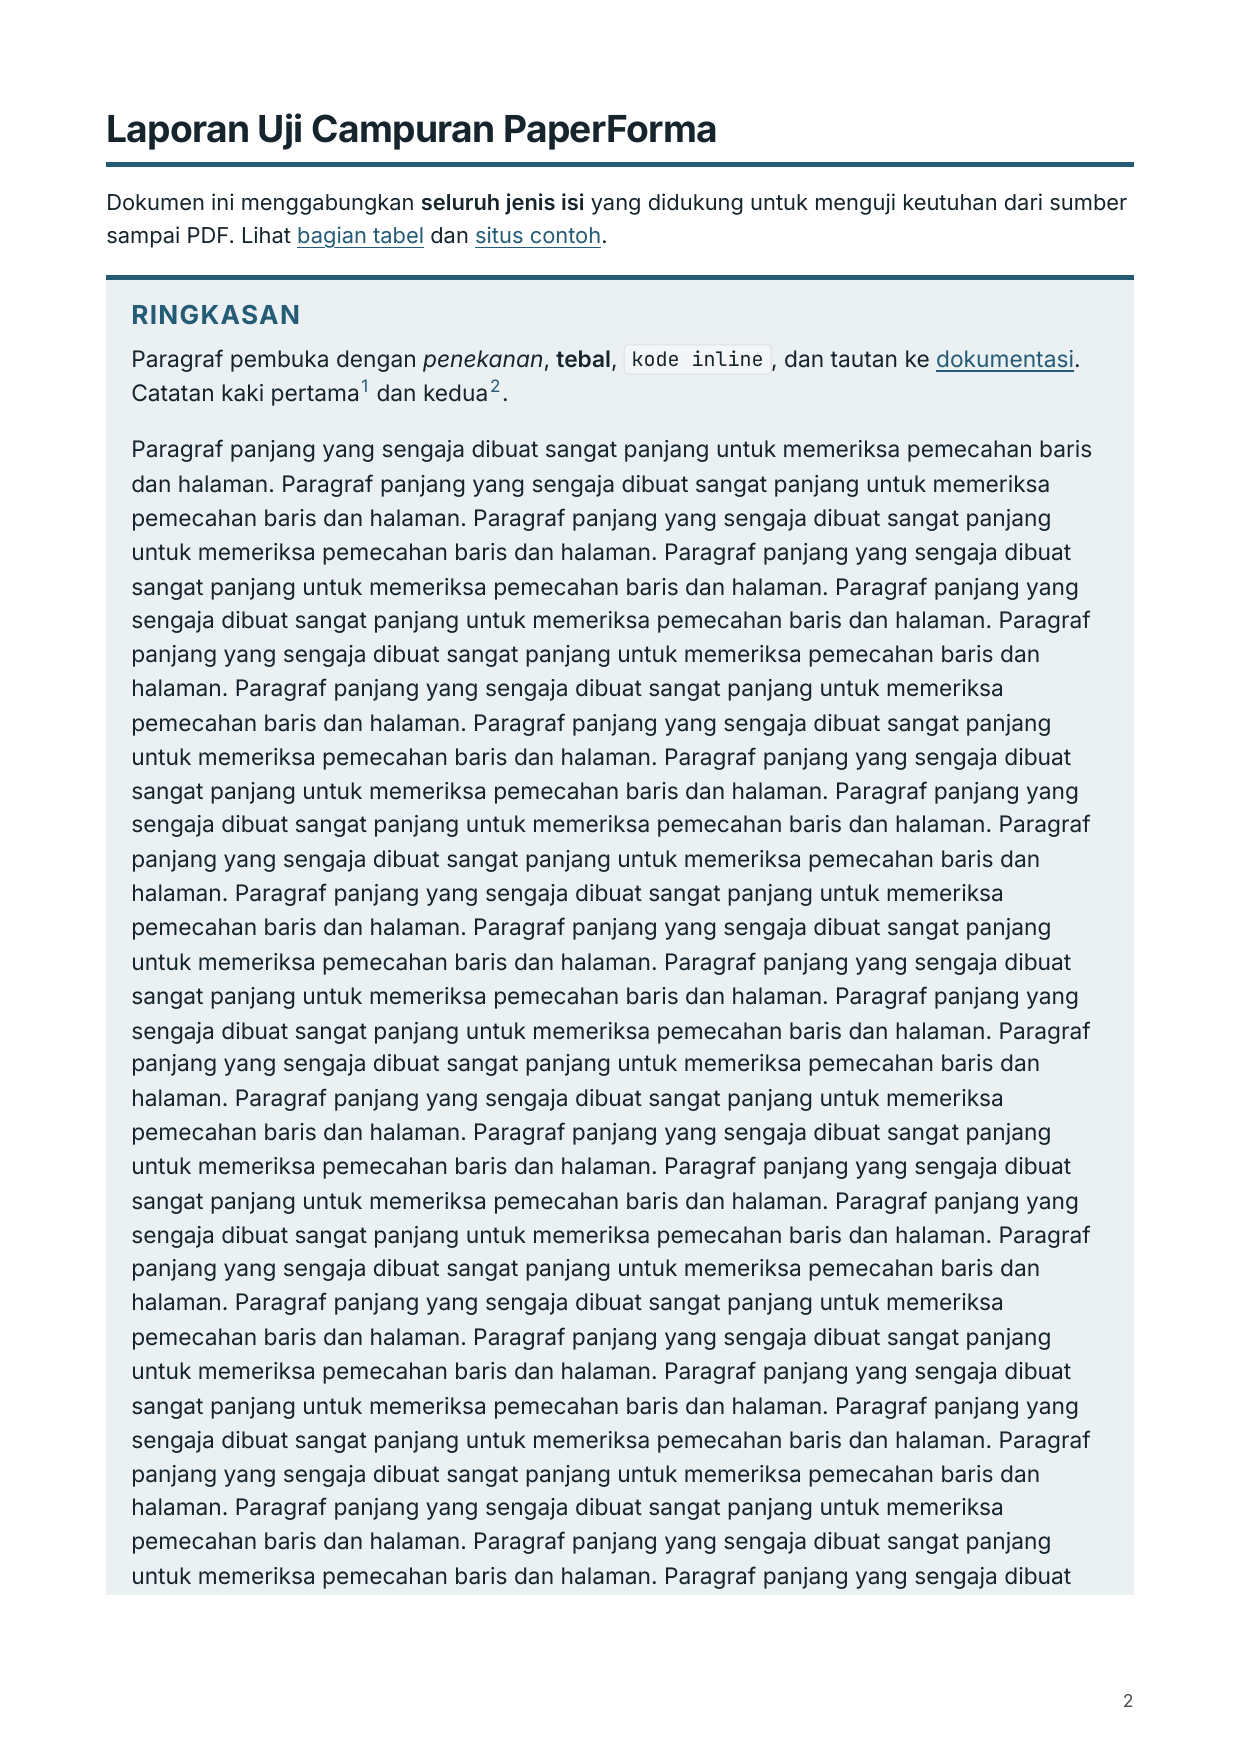 Laporan Uji Campuran PaperForma
Dokumen ini menggabungkan seluruh jenis isi yang didukung untuk menguji keutuhan dari sumber
sampai PDF. Lihat bagian tabel dan situs contoh.
RINGKASAN
Paragraf pembuka dengan penekanan, tebal, kode inline, dan tautan ke dokumentasi.
Catatan kaki pertama1 dan kedua2.
Paragraf panjang yang sengaja dibuat sangat panjang untuk memeriksa pemecahan baris
dan halaman. Paragraf panjang yang sengaja dibuat sangat panjang untuk memeriksa
pemecahan baris dan halaman. Paragraf panjang yang sengaja dibuat sangat panjang
untuk memeriksa pemecahan baris dan halaman. Paragraf panjang yang sengaja dibuat
sangat panjang untuk memeriksa pemecahan baris dan halaman. Paragraf panjang yang
sengaja dibuat sangat panjang untuk memeriksa pemecahan baris dan halaman. Paragraf
panjang yang sengaja dibuat sangat panjang untuk memeriksa pemecahan baris dan
halaman. Paragraf panjang yang sengaja dibuat sangat panjang untuk memeriksa
pemecahan baris dan halaman. Paragraf panjang yang sengaja dibuat sangat panjang
untuk memeriksa pemecahan baris dan halaman. Paragraf panjang yang sengaja dibuat
sangat panjang untuk memeriksa pemecahan baris dan halaman. Paragraf panjang yang
sengaja dibuat sangat panjang untuk memeriksa pemecahan baris dan halaman. Paragraf
panjang yang sengaja dibuat sangat panjang untuk memeriksa pemecahan baris dan
halaman. Paragraf panjang yang sengaja dibuat sangat panjang untuk memeriksa
pemecahan baris dan halaman. Paragraf panjang yang sengaja dibuat sangat panjang
untuk memeriksa pemecahan baris dan halaman. Paragraf panjang yang sengaja dibuat
sangat panjang untuk memeriksa pemecahan baris dan halaman. Paragraf panjang yang
sengaja dibuat sangat panjang untuk memeriksa pemecahan baris dan halaman. Paragraf
panjang yang sengaja dibuat sangat panjang untuk memeriksa pemecahan baris dan
halaman. Paragraf panjang yang sengaja dibuat sangat panjang untuk memeriksa
pemecahan baris dan halaman. Paragraf panjang yang sengaja dibuat sangat panjang
untuk memeriksa pemecahan baris dan halaman. Paragraf panjang yang sengaja dibuat
sangat panjang untuk memeriksa pemecahan baris dan halaman. Paragraf panjang yang
sengaja dibuat sangat panjang untuk memeriksa pemecahan baris dan halaman. Paragraf
panjang yang sengaja dibuat sangat panjang untuk memeriksa pemecahan baris dan
halaman. Paragraf panjang yang sengaja dibuat sangat panjang untuk memeriksa
pemecahan baris dan halaman. Paragraf panjang yang sengaja dibuat sangat panjang
untuk memeriksa pemecahan baris dan halaman. Paragraf panjang yang sengaja dibuat
sangat panjang untuk memeriksa pemecahan baris dan halaman. Paragraf panjang yang
sengaja dibuat sangat panjang untuk memeriksa pemecahan baris dan halaman. Paragraf
panjang yang sengaja dibuat sangat panjang untuk memeriksa pemecahan baris dan
halaman. Paragraf panjang yang sengaja dibuat sangat panjang untuk memeriksa
pemecahan baris dan halaman. Paragraf panjang yang sengaja dibuat sangat panjang
untuk memeriksa pemecahan baris dan halaman. Paragraf panjang yang sengaja dibuat
2